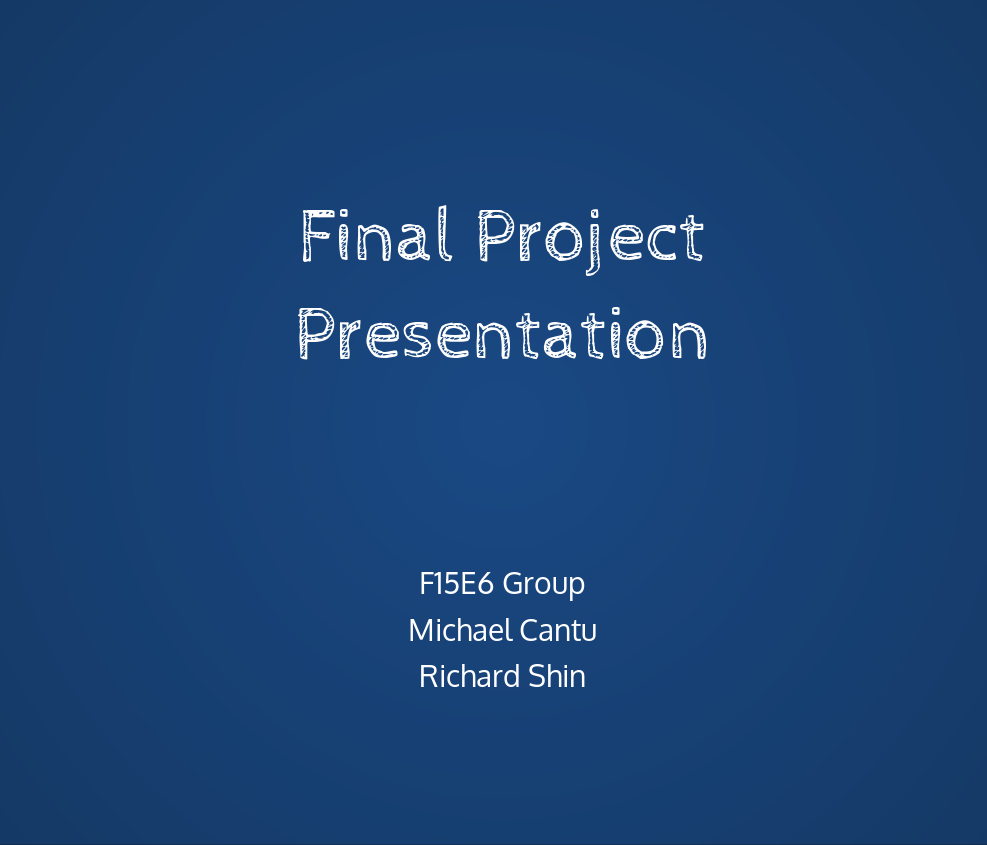 Final Project
Presentation
F15E6 Group
Michael Cantu
Richard Shin